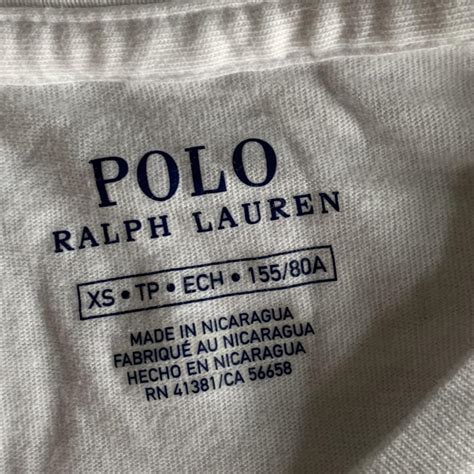 POLO
RALPH LAUREN
XS • TP • ECH • 155/80A
MADE IN NICARAGUA
FABRIQUÉ AU NICARAGUA
HECHO EN NICARAGUA
RN 41381/CA 56658